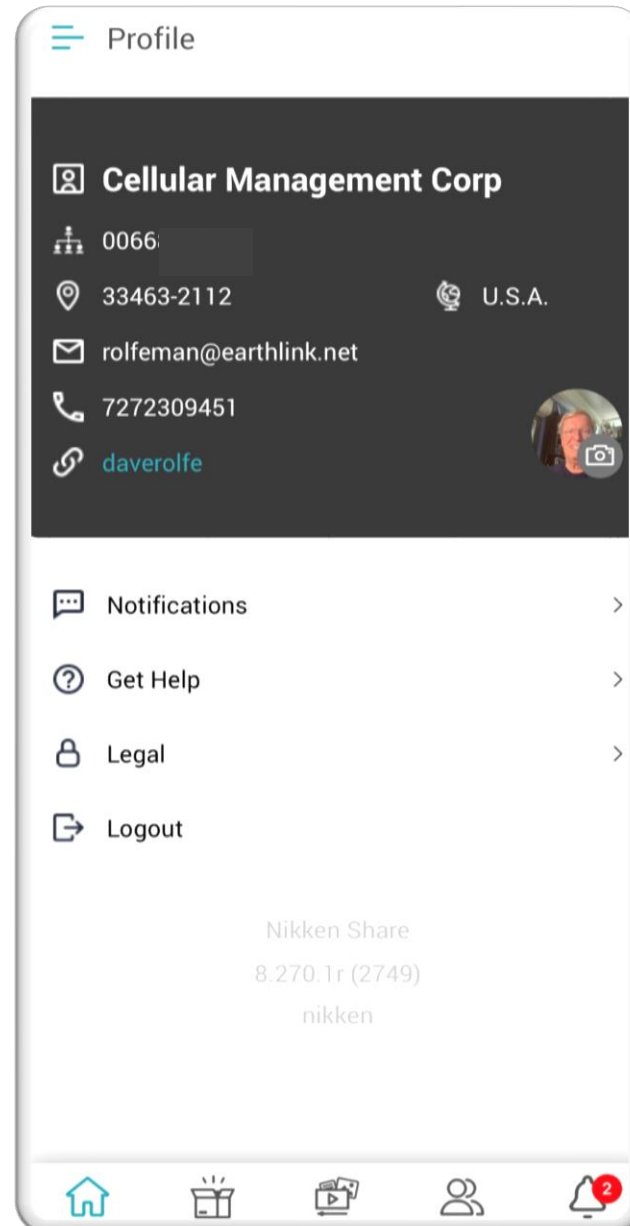 Profile
Cellular Management Corp
0066
33463-2112 U.S.A.
rolfeman@earthlink.net
7272309451
daverolfe
Notifications
Get Help
Legal
Logout
Nikken Share
8.270.1r (2749)
nikken
2